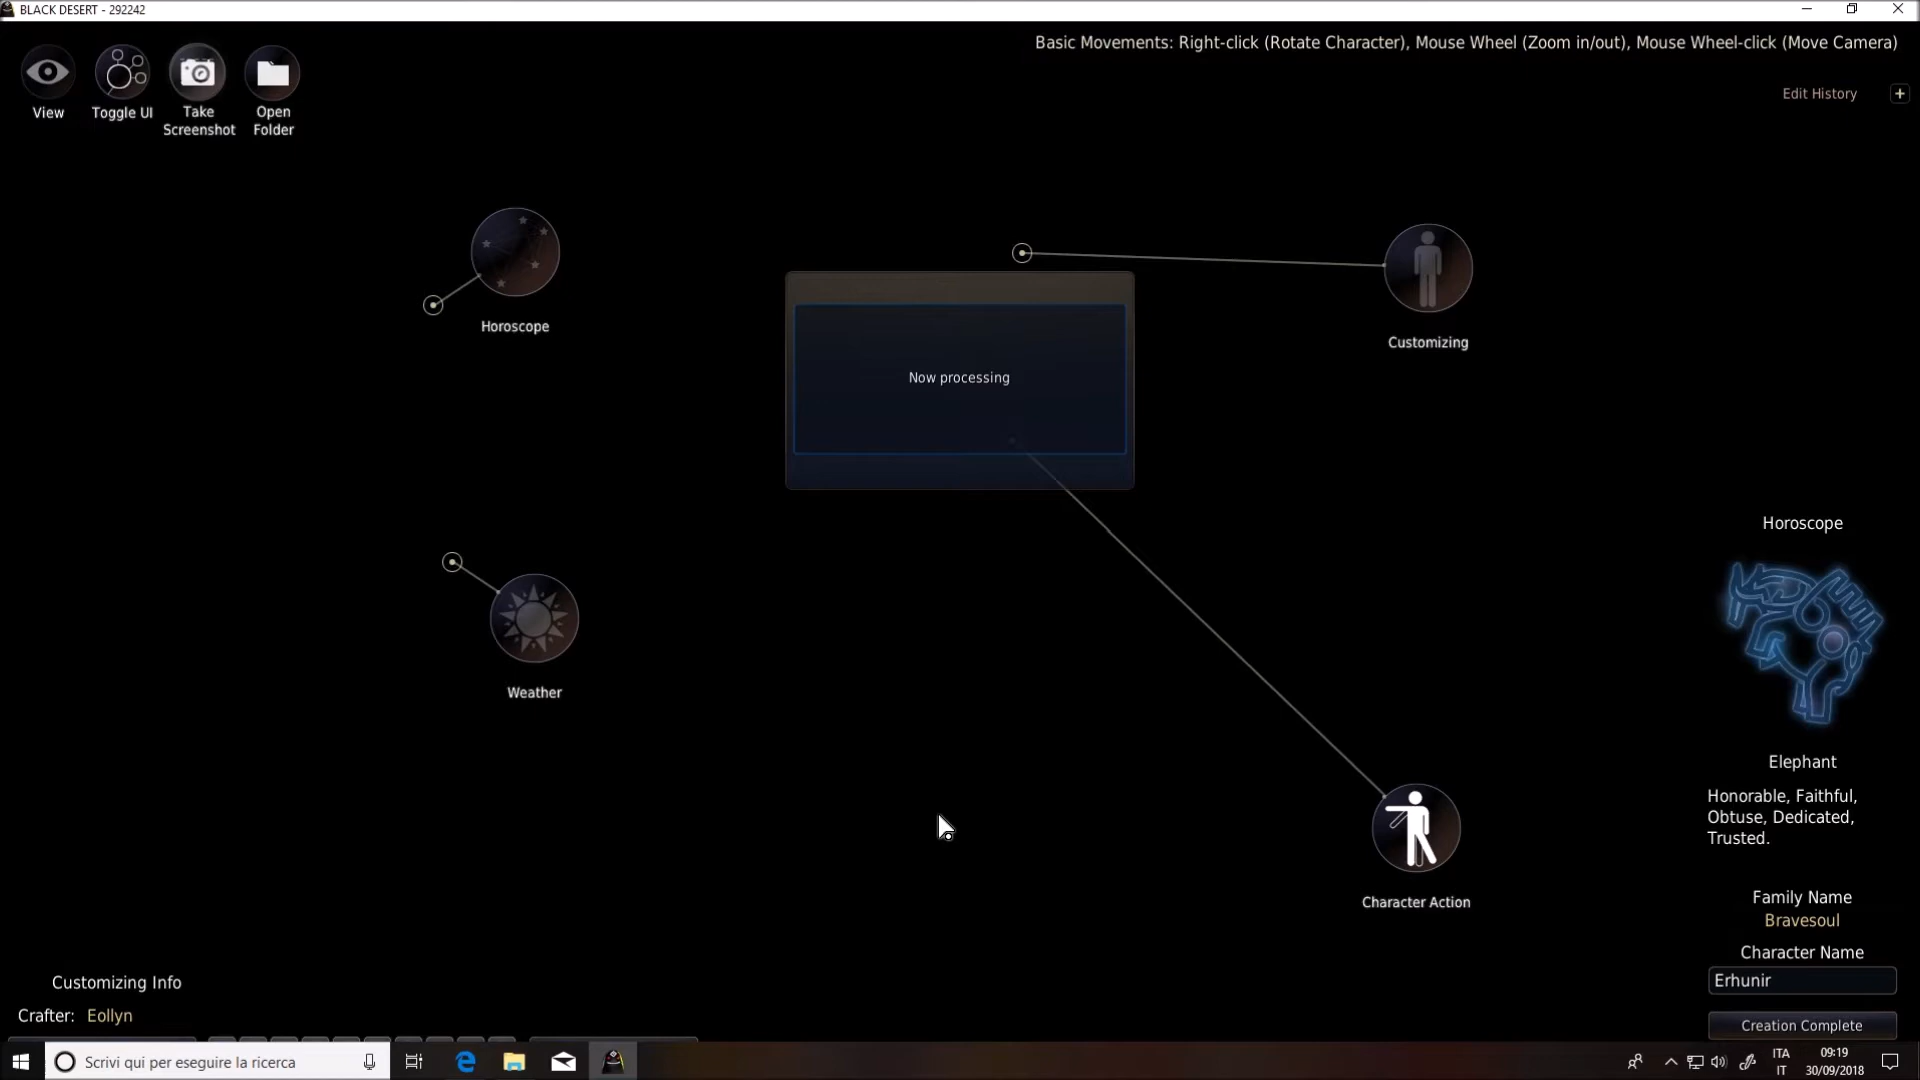 BLACK DESERT - 292242
Basic Movements: Right-click (Rotate Character), Mouse Wheel (Zoom in/out), Mouse Wheel-click (Move Camera)
View
Toggle UI
Take
Screenshot
Open
Folder
Edit History
+
Horoscope
Customizing
Now processing
Weather
Character Action
Horoscope
Elephant
Honorable, Faithful,
Obtuse, Dedicated,
Trusted.
Family Name
Bravesoul
Character Name
Erhunir
Creation Complete
Customizing Info
Crafter: Eollyn
Scrivi qui per eseguire la ricerca
ITA
IT
09:19
30/09/2018